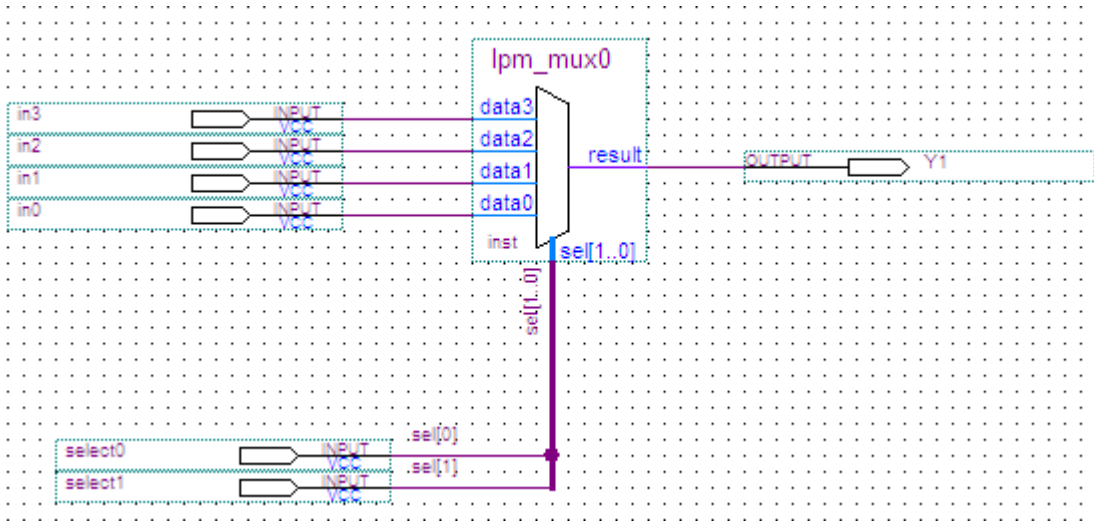 lpm_mux0
in3 INPUT VCC data3
in2 INPUT VCC data2
in1 INPUT VCC data1
in0 INPUT VCC data0
result OUTPUT Y1
inst sel[1..0]
sel[1..0]
select0 INPUT VCC sel[0]
select1 INPUT VCC sel[1]